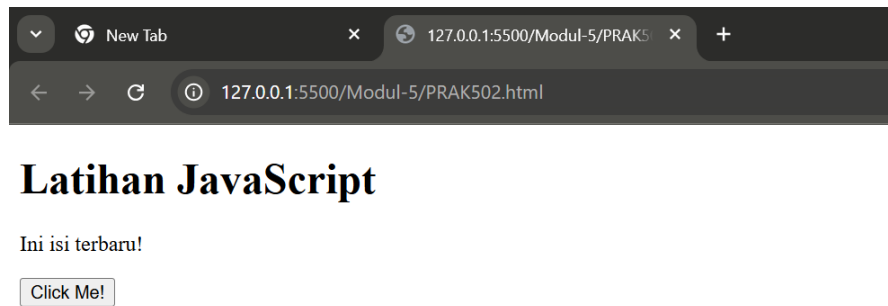 New Tab
127.0.0.1:5500/Modul-5/PRAK5
127.0.0.1:5500/Modul-5/PRAK502.html
Latihan JavaScript
Ini isi terbaru!
Click Me!